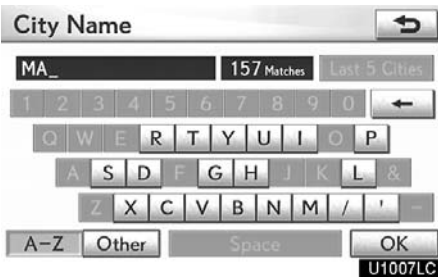 City Name
MA_ 157 Matches Last 5 Cities
1 2 3 4 5 6 7 8 9 0 ←
Q W E R T Y U I O P
A S D F G H J K L &
Z X C V B N M / ' -
A-Z Other Space OK
U1007LC